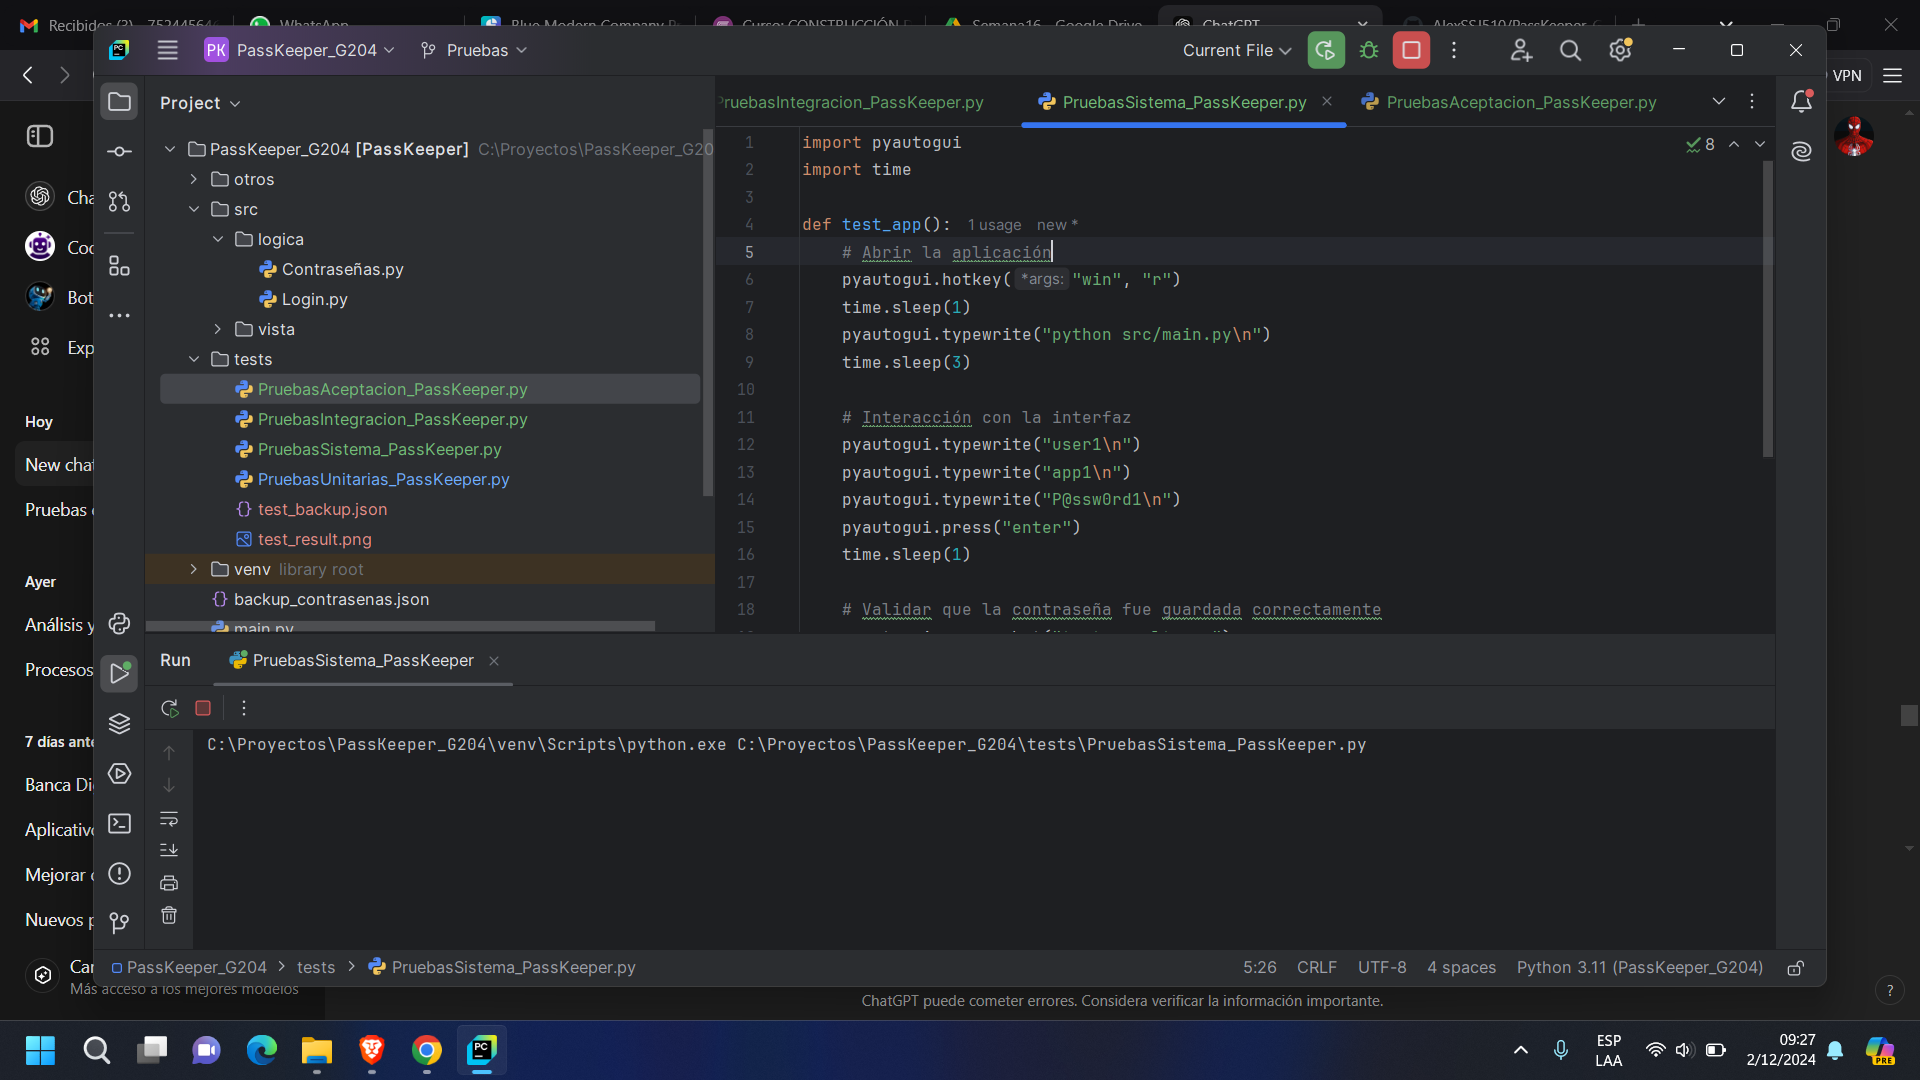 Recibidos (3) - 75244564
WhatsApp
Blue Modern Company Pr
Curso: CONSTRUCCIÓN
Semana16 - Google Drive
ChatGPT
AlexSSJ510/PassKeeper_G
PK PassKeeper_G204
Pruebas
Current File
VPN
Project
PruebasIntegracion_PassKeeper.py
PruebasSistema_PassKeeper.py
PruebasAceptacion_PassKeeper.py
PassKeeper_G204 [PassKeeper] C:\Proyectos\PassKeeper_G20
otros
src
logica
Contraseñas.py
Login.py
vista
tests
PruebasAceptacion_PassKeeper.py
PruebasIntegracion_PassKeeper.py
PruebasSistema_PassKeeper.py
PruebasUnitarias_PassKeeper.py
test_backup.json
test_result.png
venv library root
backup_contrasenas.json
main.py
8
1 import pyautogui
2 import time
3
4 def test_app(): 1 usage new *
5 # Abrir la aplicación
6 pyautogui.hotkey( *args: "win", "r")
7 time.sleep(1)
8 pyautogui.typewrite("python src/main.py\n")
9 time.sleep(3)
10
11 # Interacción con la interfaz
12 pyautogui.typewrite("user1\n")
13 pyautogui.typewrite("app1\n")
14 pyautogui.typewrite("P@ssw0rd1\n")
15 pyautogui.press("enter")
16 time.sleep(1)
17
18 # Validar que la contraseña fue guardada correctamente
Cha
Coc
Bot
Exp
Hoy
New chat
Pruebas
Ayer
Análisis y
Procesos
7 días ante
Banca Di
Aplicativo
Mejorar
Nuevos p
Más acceso a los mejores modelos
Run
PruebasSistema_PassKeeper
C:\Proyectos\PassKeeper_G204\venv\Scripts\python.exe C:\Proyectos\PassKeeper_G204\tests\PruebasSistema_PassKeeper.py
PassKeeper_G204 > tests > PruebasSistema_PassKeeper.py
5:26 CRLF UTF-8 4 spaces Python 3.11 (PassKeeper_G204)
ChatGPT puede cometer errores. Considera verificar la información importante.
?
ESP
LAA
09:27
2/12/2024
PRE